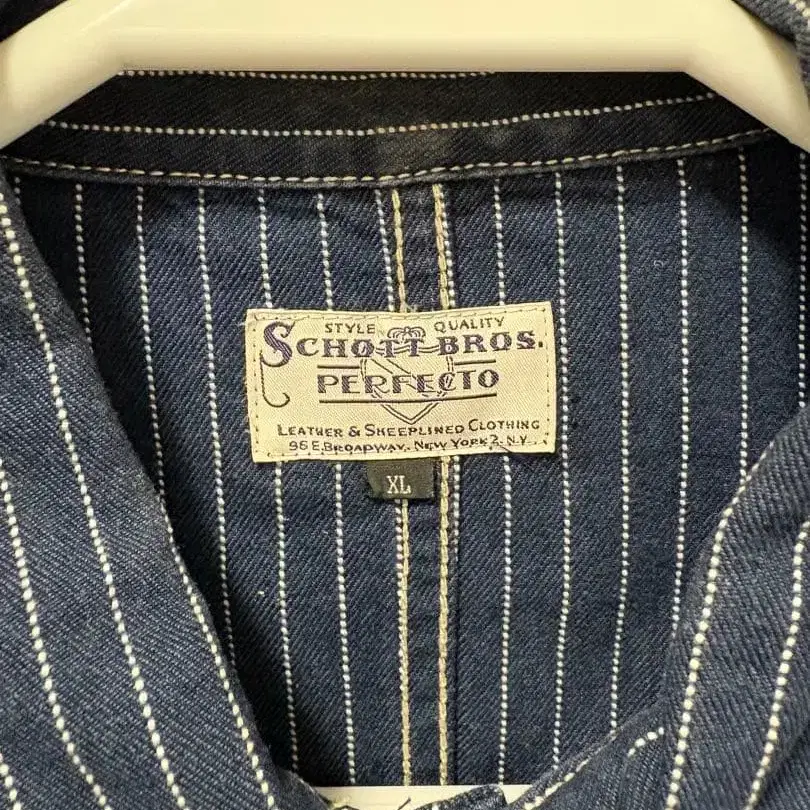 STYLE QUALITY
SCHOTT BROS.
PERFECTO
LEATHER & SHEEPLINED CLOTHING
96 E. BROADWAY, NEW YORK 2, N.Y.
XL